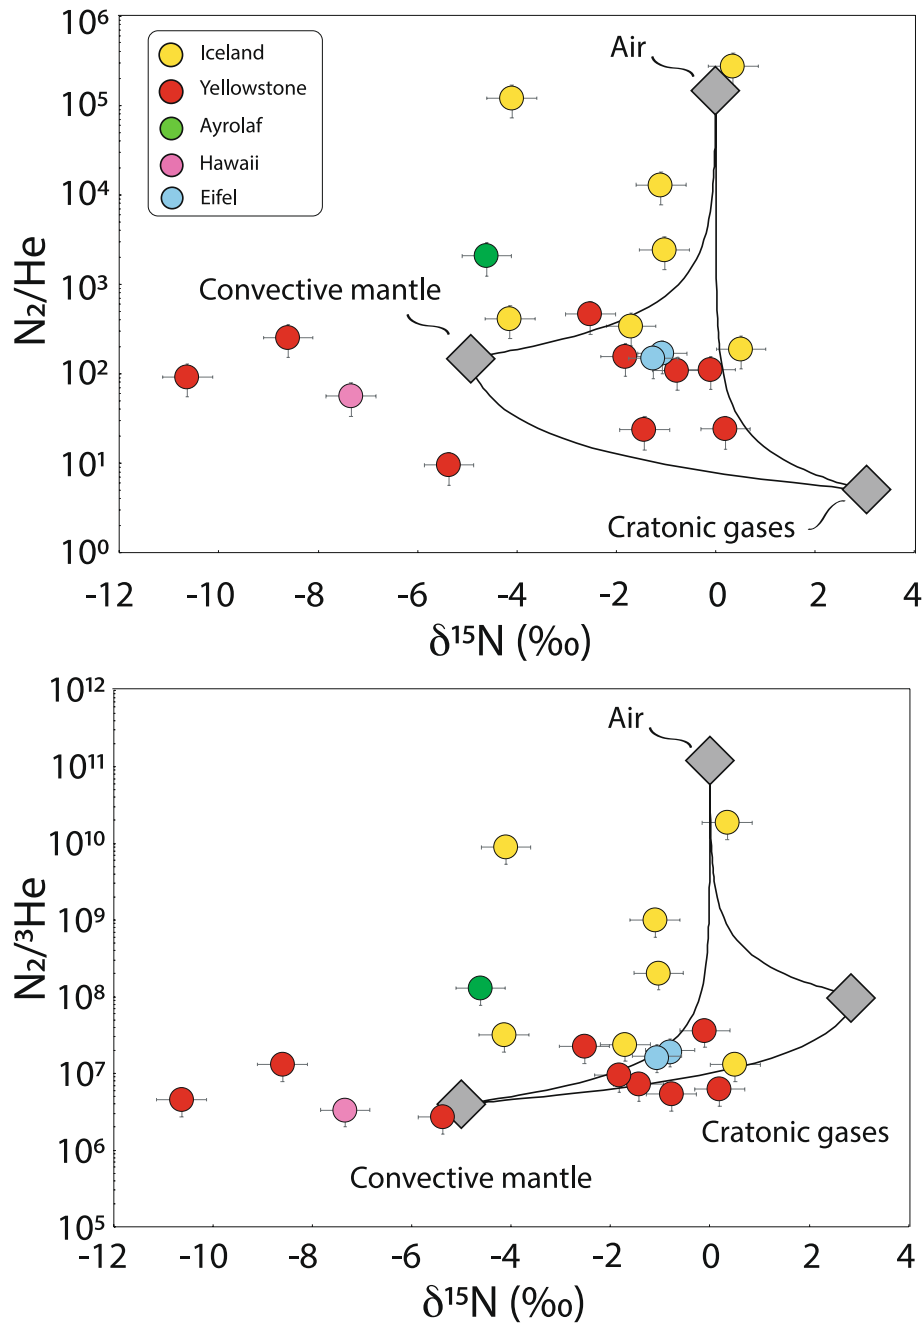 10⁶
Iceland
Yellowstone
Ayrolaf
Hawaii
Eifel
Air
10⁵
10⁴
10³
Convective mantle
10²
10¹
Cratonic gases
10⁰
N₂/He
-12 -10 -8 -6 -4 -2 0 2 4
δ¹⁵N (‰)
10¹²
Air
10¹¹
10¹⁰
10⁹
10⁸
10⁷
Cratonic gases
10⁶
Convective mantle
10⁵
N₂/³He
-12 -10 -8 -6 -4 -2 0 2 4
δ¹⁵N (‰)